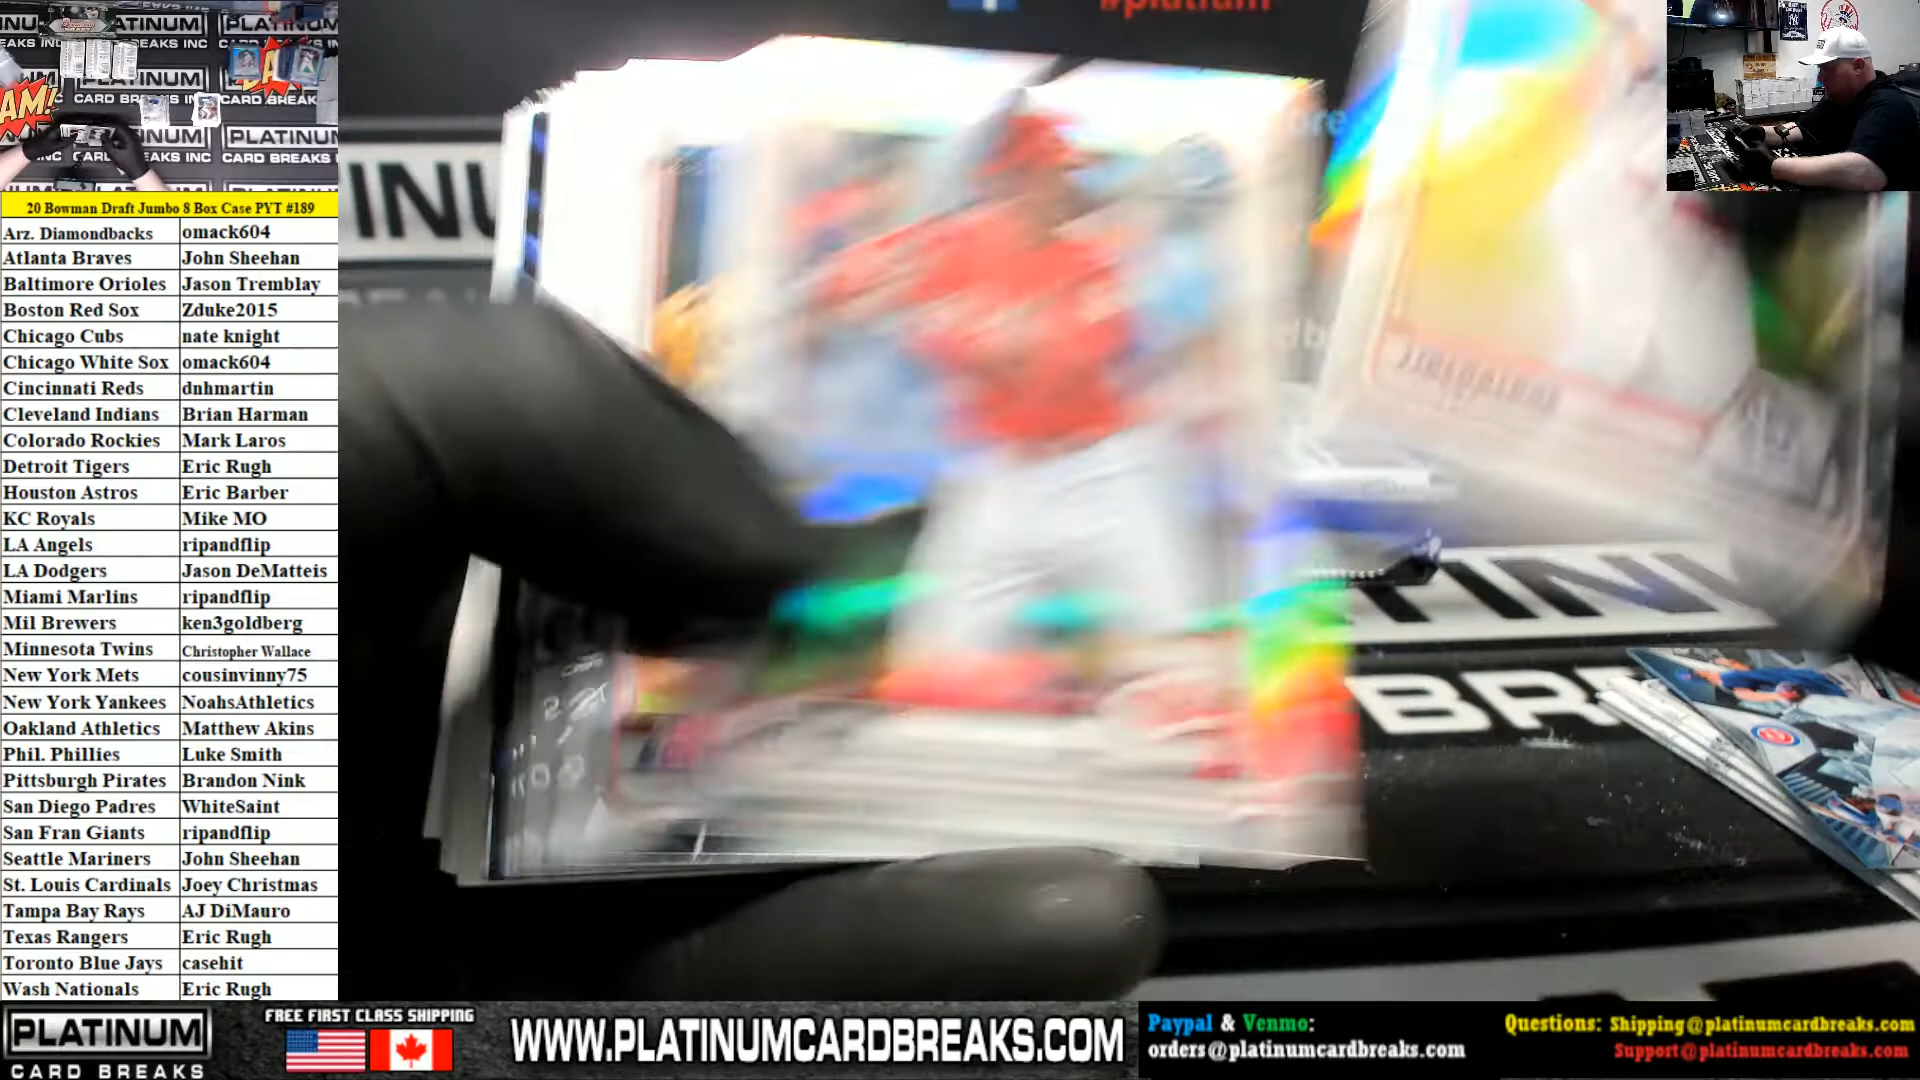 20 Bowman Draft Jumbo 8 Box Case PYT #189
Arz. Diamondbacks omack604
Atlanta Braves John Sheehan
Baltimore Orioles Jason Tremblay
Boston Red Sox Zduke2015
Chicago Cubs nate knight
Chicago White Sox omack604
Cincinnati Reds dnhmartin
Cleveland Indians Brian Harman
Colorado Rockies Mark Laros
Detroit Tigers Eric Rugh
Houston Astros Eric Barber
KC Royals Mike MO
LA Angels ripandflip
LA Dodgers Jason DeMatteis
Miami Marlins ripandflip
Mil Brewers ken3goldberg
Minnesota Twins Christopher Wallace
New York Mets cousinvinny75
New York Yankees NoahsAthletics
Oakland Athletics Matthew Akins
Phil. Phillies Luke Smith
Pittsburgh Pirates Brandon Nink
San Diego Padres WhiteSaint
San Fran Giants ripandflip
Seattle Mariners John Sheehan
St. Louis Cardinals Joey Christmas
Tampa Bay Rays AJ DiMauro
Texas Rangers Eric Rugh
Toronto Blue Jays casehit
Wash Nationals Eric Rugh
PLATINUM
CARD BREAKS
FREE FIRST CLASS SHIPPING
WWW.PLATINUMCARDBREAKS.COM
Paypal & Venmo:
orders@platinumcardbreaks.com
Questions: Shipping@platinumcardbreaks.com
Support@platinumcardbreaks.com